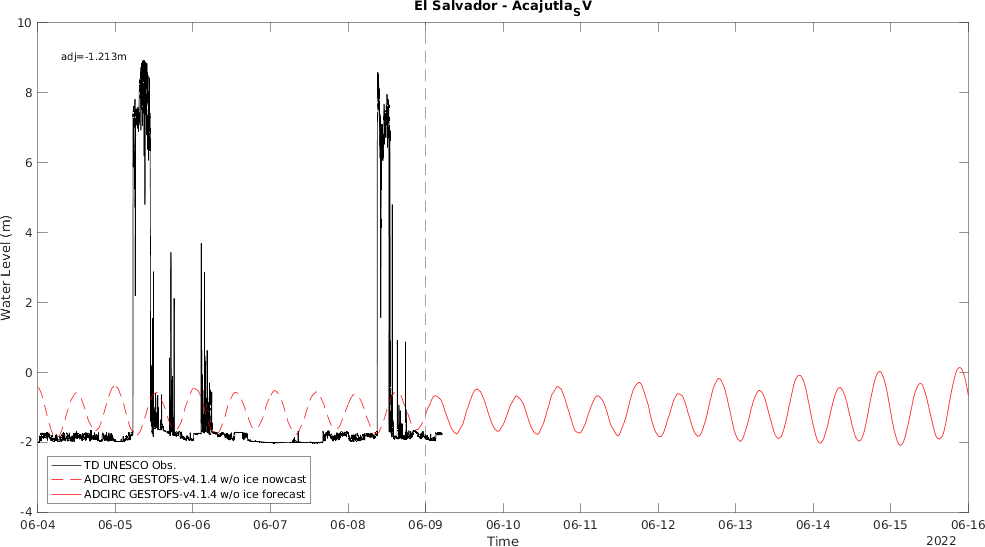 El Salvador - AcajutlaSV
adj=-1.213m
10
8
6
4
2
0
-2
-4
Water Level (m)
TD UNESCO Obs.
ADCIRC GESTOFS-v4.1.4 w/o ice nowcast
ADCIRC GESTOFS-v4.1.4 w/o ice forecast
06-04 06-05 06-06 06-07 06-08 06-09 06-10 06-11 06-12 06-13 06-14 06-15 06-16
Time
2022